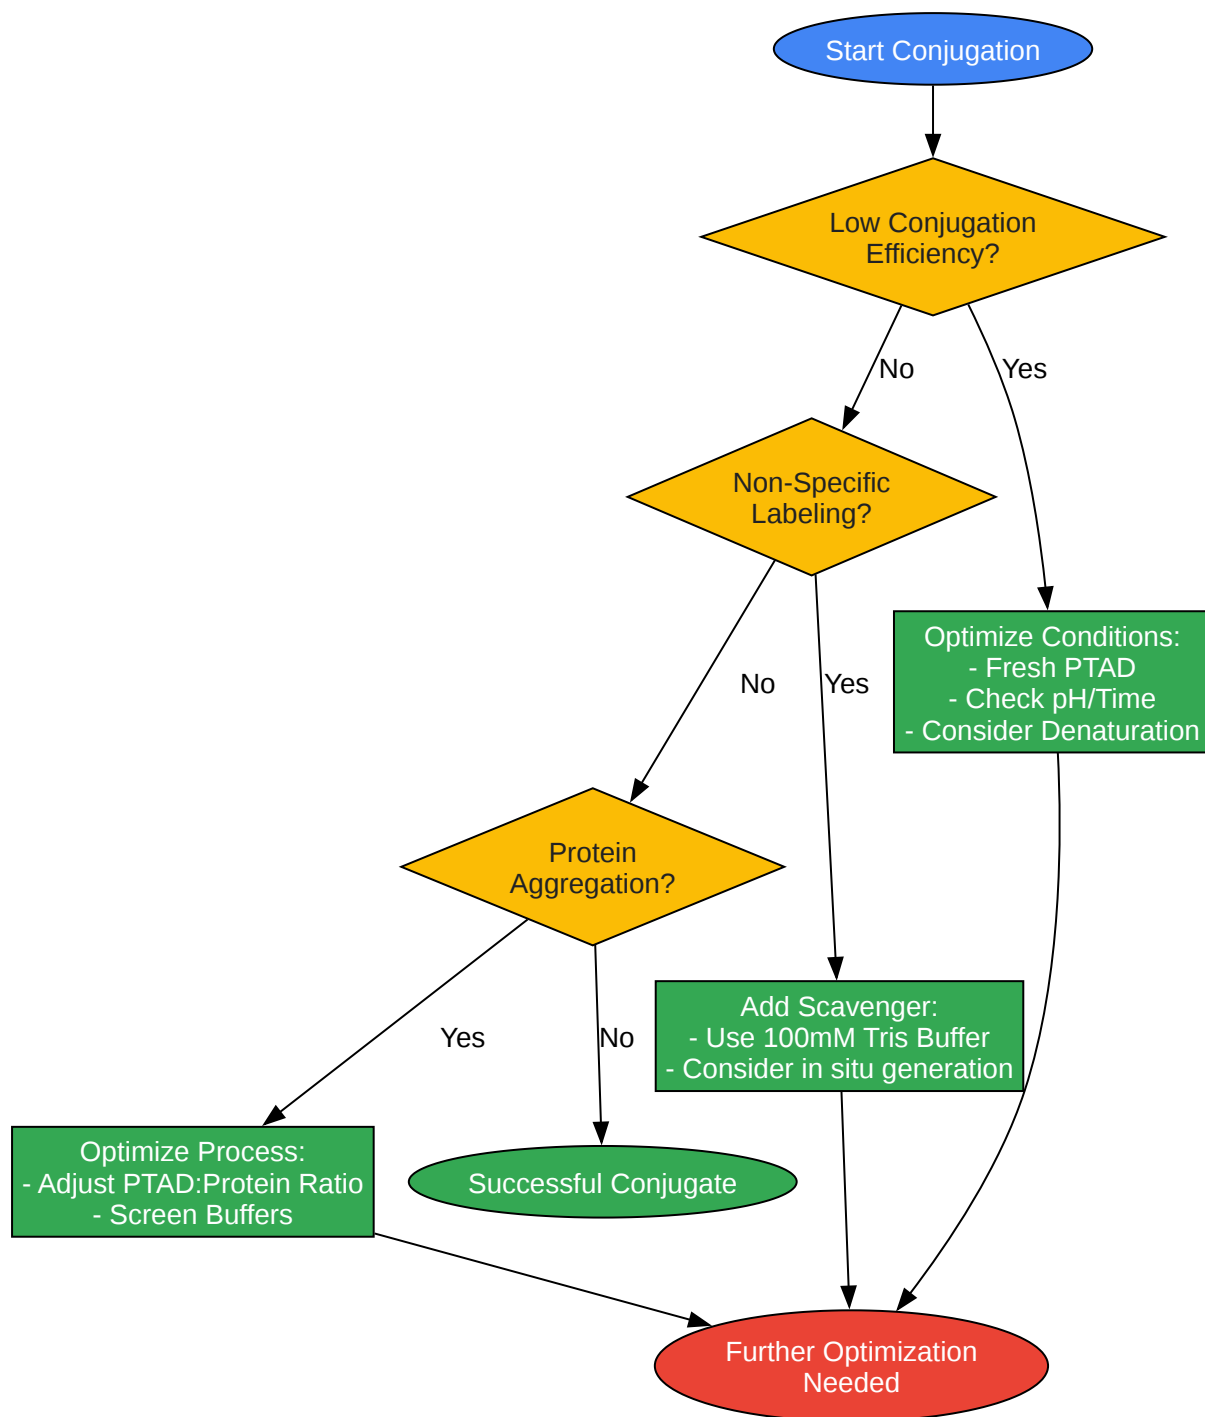 Start Conjugation
Low Conjugation
Efficiency?
No
Yes
Non-Specific
Labeling?
Optimize Conditions:
- Fresh PTAD
- Check pH/Time
- Consider Denaturation
No
Yes
Protein
Aggregation?
Add Scavenger:
- Use 100mM Tris Buffer
- Consider in situ generation
Yes
No
Optimize Process:
- Adjust PTAD:Protein Ratio
- Screen Buffers
Successful Conjugate
Further Optimization
Needed